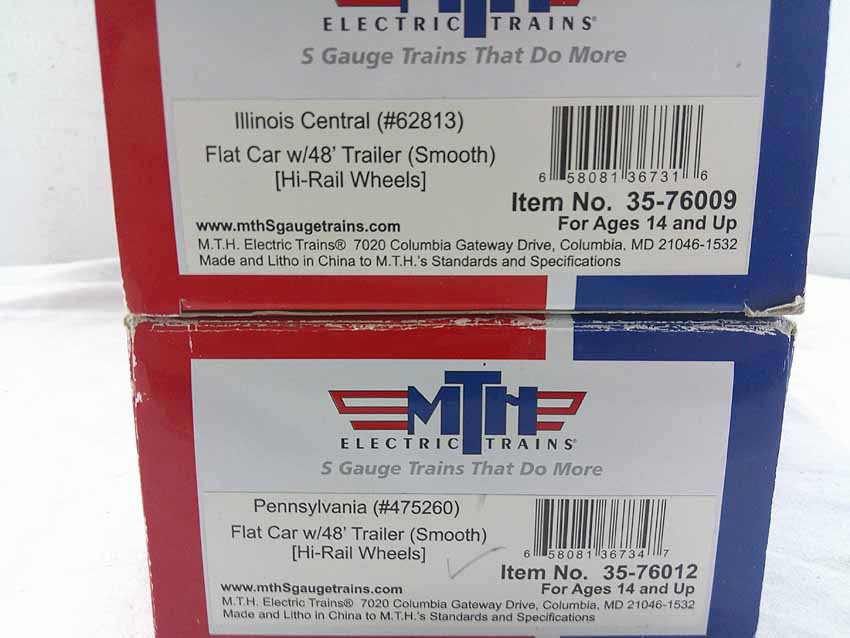 MTH
ELECTRIC TRAINS®
S Gauge Trains That Do More
Illinois Central (#62813)
Flat Car w/48' Trailer (Smooth)
[Hi-Rail Wheels]
6 58081 36731 6
Item No. 35-76009
For Ages 14 and Up
www.mthSgaugetrains.com
M.T.H. Electric Trains® 7020 Columbia Gateway Drive, Columbia, MD 21046-1532
Made and Litho in China to M.T.H.'s Standards and Specifications
MTH
ELECTRIC TRAINS®
S Gauge Trains That Do More
Pennsylvania (#475260)
Flat Car w/48' Trailer (Smooth)
[Hi-Rail Wheels]
6 58081 36734 7
Item No. 35-76012
For Ages 14 and Up
www.mthSgaugetrains.com
M.T.H. Electric Trains® 7020 Columbia Gateway Drive, Columbia, MD 21046-1532
Made and Litho in China to M.T.H.'s Standards and Specifications